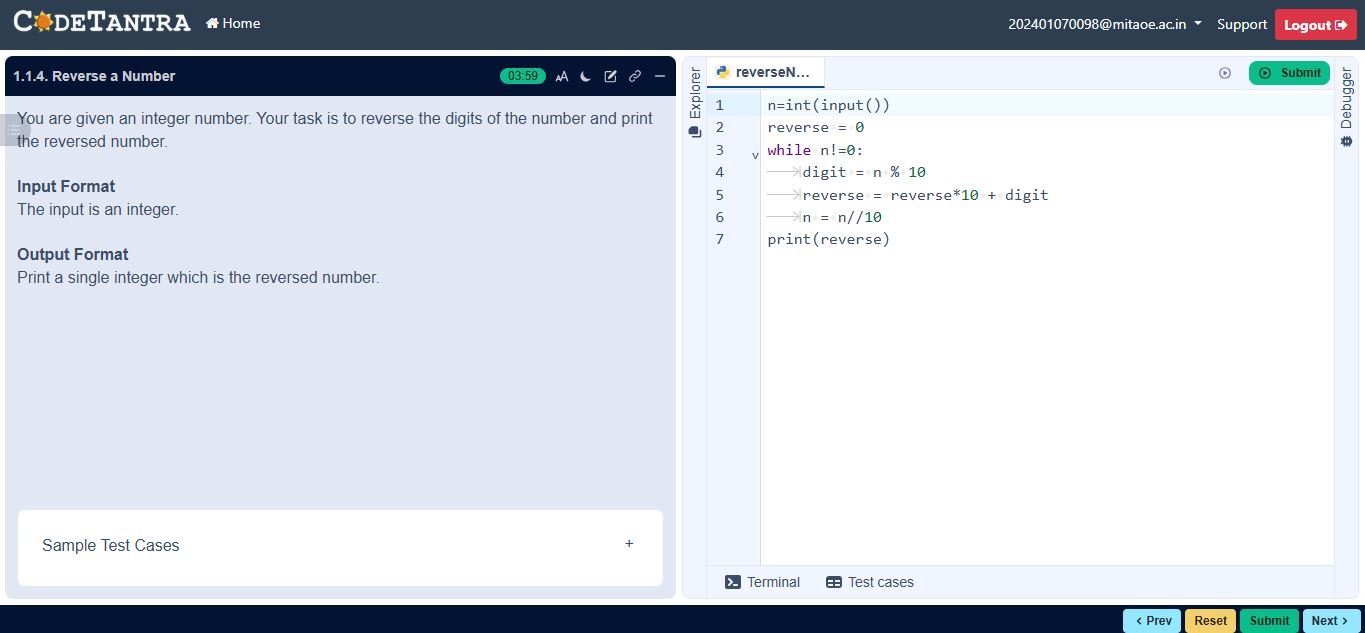 CODETANTRA Home 202401070098@mitaoe.ac.in Support Logout
1.1.4. Reverse a Number 03:59 AA
You are given an integer number. Your task is to reverse the digits of the number and print
the reversed number.
Input Format
The input is an integer.
Output Format
Print a single integer which is the reversed number.
Sample Test Cases +
Explorer
reverseN... Submit
1 n=int(input())
2 reverse = 0
3 while n!=0:
4 digit = n % 10
5 reverse = reverse*10 + digit
6 n = n//10
7 print(reverse)
Debugger
Terminal Test cases
< Prev Reset Submit Next >